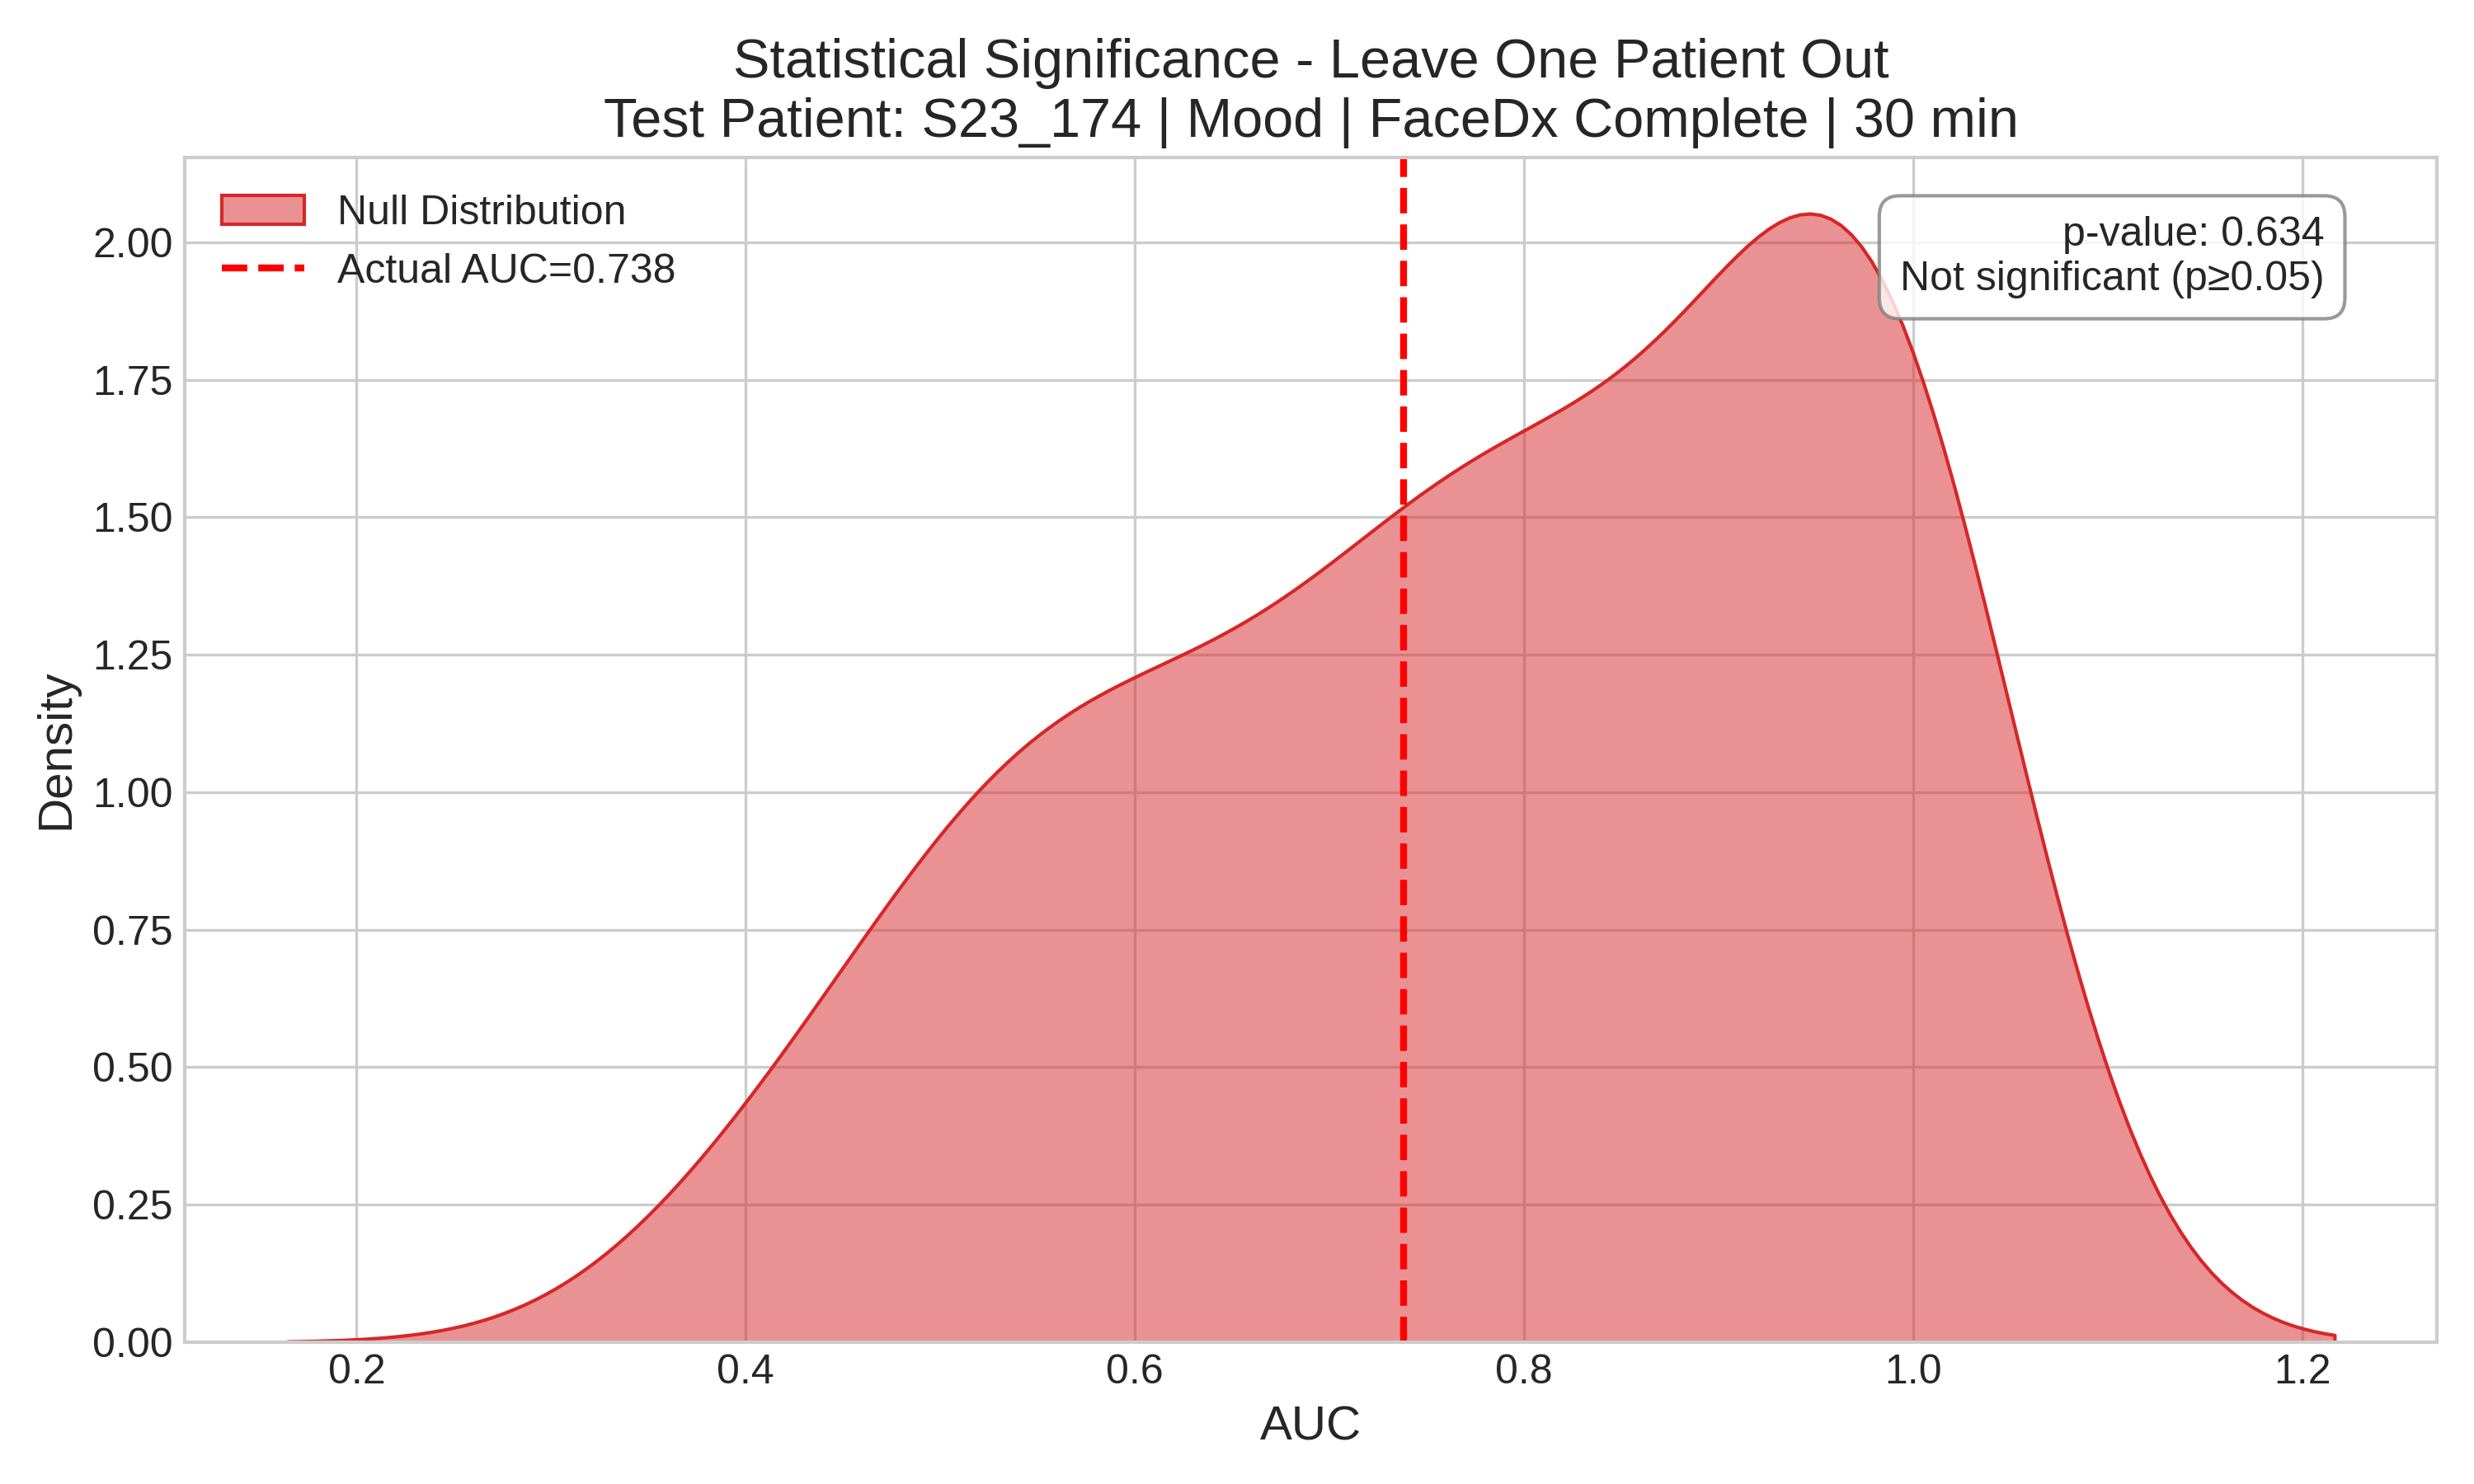 Statistical Significance - Leave One Patient Out
Test Patient: S23_174 | Mood | FaceDx Complete | 30 min
Null Distribution
Actual AUC=0.738
p-value: 0.634
Not significant (p≥0.05)
Density
2.00
1.75
1.50
1.25
1.00
0.75
0.50
0.25
0.00
0.2
0.4
0.6
0.8
1.0
1.2
AUC